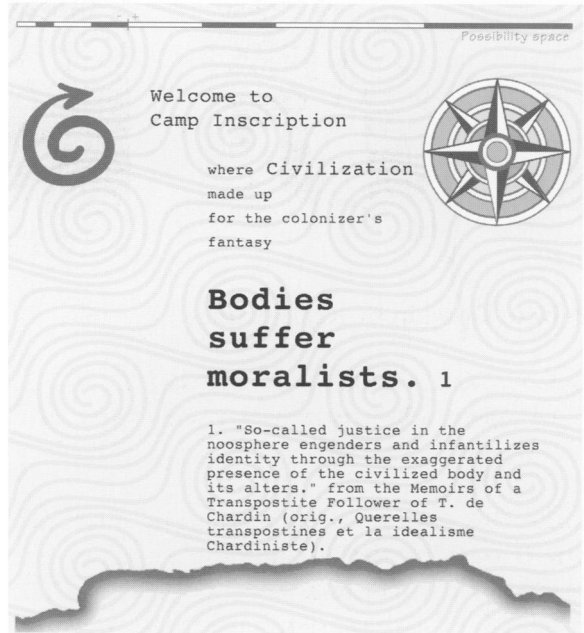 - +
Possibility space
Welcome to
Camp Inscription
where Civilization
made up
for the colonizer's
fantasy
Bodies
suffer
moralists. 1
1. "So-called justice in the
noosphere engenders and infantilizes
identity through the exaggerated
presence of the civilized body and
its alters." from the Memoirs of a
Transpostite Follower of T. de
Chardin (orig., Querelles
transpostines et la idealisme
Chardiniste).